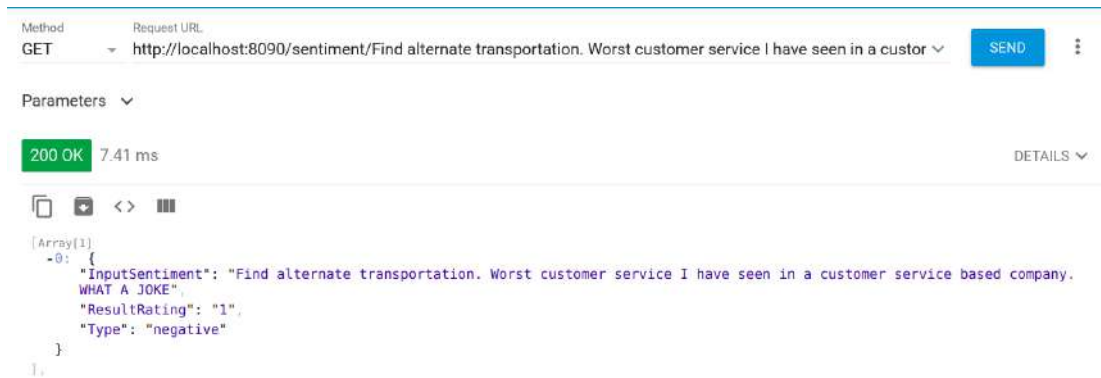 Method Request URL
GET http://localhost:8090/sentiment/Find alternate transportation. Worst customer service I have seen in a custor SEND
Parameters
200 OK 7.41 ms DETAILS
<>
[Array[1]
-0: {
"InputSentiment": "Find alternate transportation. Worst customer service I have seen in a customer service based company.
WHAT A JOKE",
"ResultRating": "1",
"Type": "negative"
}
],